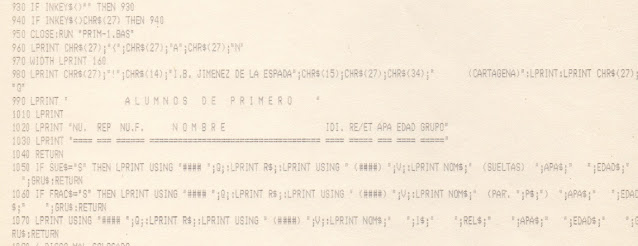 930 IF INKEY$()"" THEN 930
940 IF INKEY$()CHR$(27) THEN 940
950 CLOSE:RUN "PRIM-1.BAS"
960 LPRINT CHR$(27);"{";CHR$(27);"A";CHR$(27);"N"
970 WIDTH LPRINT 160
980 LPRINT CHR$(27);"!";CHR$(14);"I.B. JIMENEZ DE LA ESPADA";CHR$(15);CHR$(27);CHR$(34);" (CARTAGENA)":LPRINT:LPRINT CHR$(27);
"Q"
990 LPRINT " A L U M N O S D E P R I M E R O "
1010 LPRINT
1020 LPRINT "NU. REP NU.F. N O M B R E IDI. RE/ET APA EDAD GRUPO"
1030 LPRINT "==== === ====== =================================== ==== ===== === ==== ====="
1040 RETURN
1050 IF SUE$="S" THEN LPRINT USING "#### ";Q;:LPRINT R$;:LPRINT USING " (####) ";V;:LPRINT NOM$;" (SUELTAS) ";APA$;" ";EDAD$;"
";GRU$:RETURN
1060 IF FRAC$="S" THEN LPRINT USING "#### ";Q;:LPRINT R$;:LPRINT USING " (####) ";V;:LPRINT NOM$;" (PAR. ";P$;") ";APA$;" ";EDAD
$;" ";GRU$:RETURN
1070 LPRINT USING "#### ";Q;:LPRINT R$;:LPRINT USING " (####) ";V;:LPRINT NOM$;" ";I$;" ";REL$;" ";APA$;" ";EDAD$;" ";G
RU$:RETURN